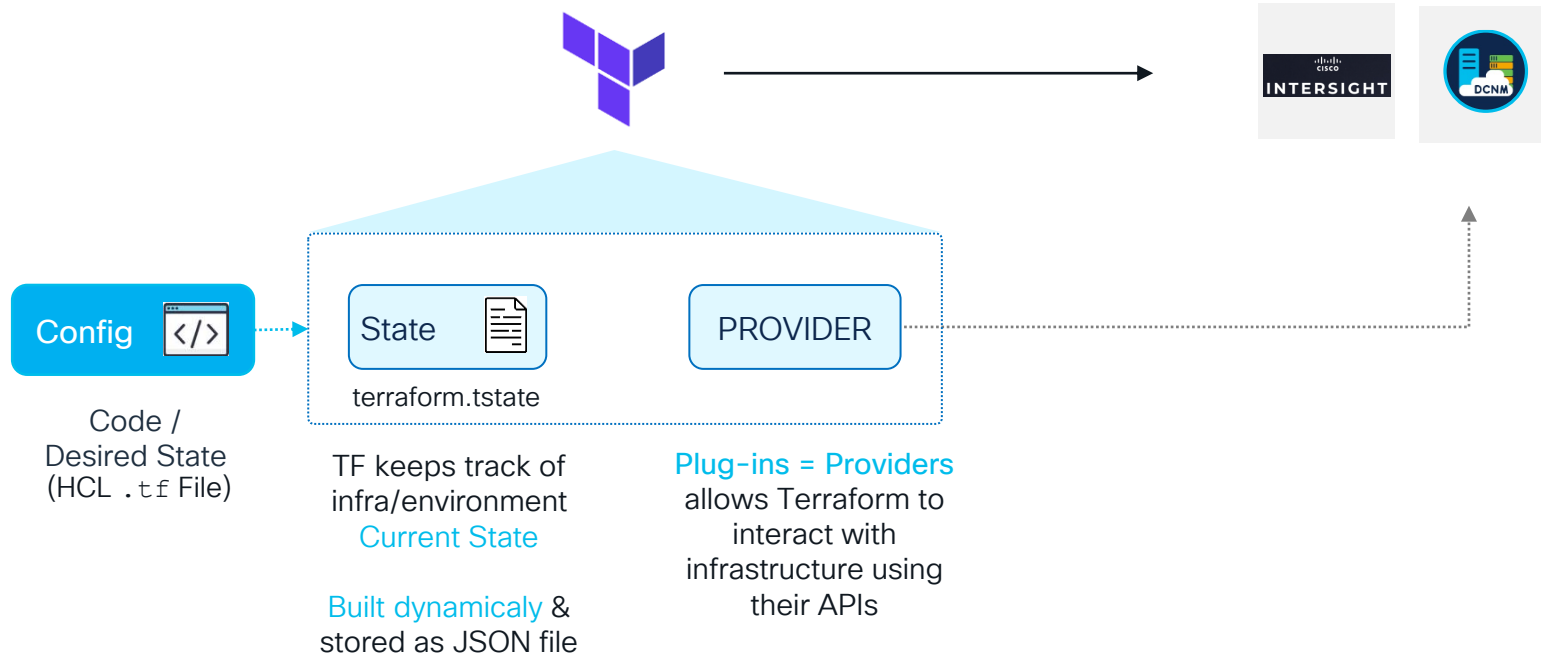 CISCO
INTERSIGHT
DCNM
Config
</>
State
PROVIDER
terraform.tstate
Code /
Desired State
(HCL .tf File)
TF keeps track of
infra/environment
Current State
Built dynamicaly &
stored as JSON file
Plug-ins = Providers
allows Terraform to
interact with
infrastructure using
their APIs